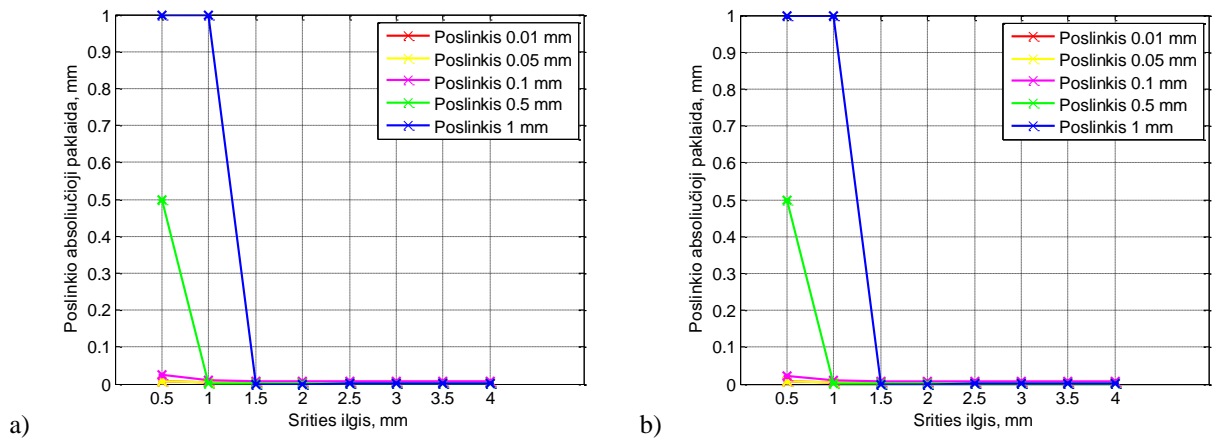 1
0.9
0.8
0.7
0.6
0.5
0.4
0.3
0.2
0.1
0
Poslinkio absoliučioji paklaida, mm
Poslinkis 0.01 mm
Poslinkis 0.05 mm
Poslinkis 0.1 mm
Poslinkis 0.5 mm
Poslinkis 1 mm
0.5 1 1.5 2 2.5 3 3.5 4
Srities ilgis, mm
a)
1
0.9
0.8
0.7
0.6
0.5
0.4
0.3
0.2
0.1
0
Poslinkio absoliučioji paklaida, mm
Poslinkis 0.01 mm
Poslinkis 0.05 mm
Poslinkis 0.1 mm
Poslinkis 0.5 mm
Poslinkis 1 mm
0.5 1 1.5 2 2.5 3 3.5 4
Srities ilgis, mm
b)